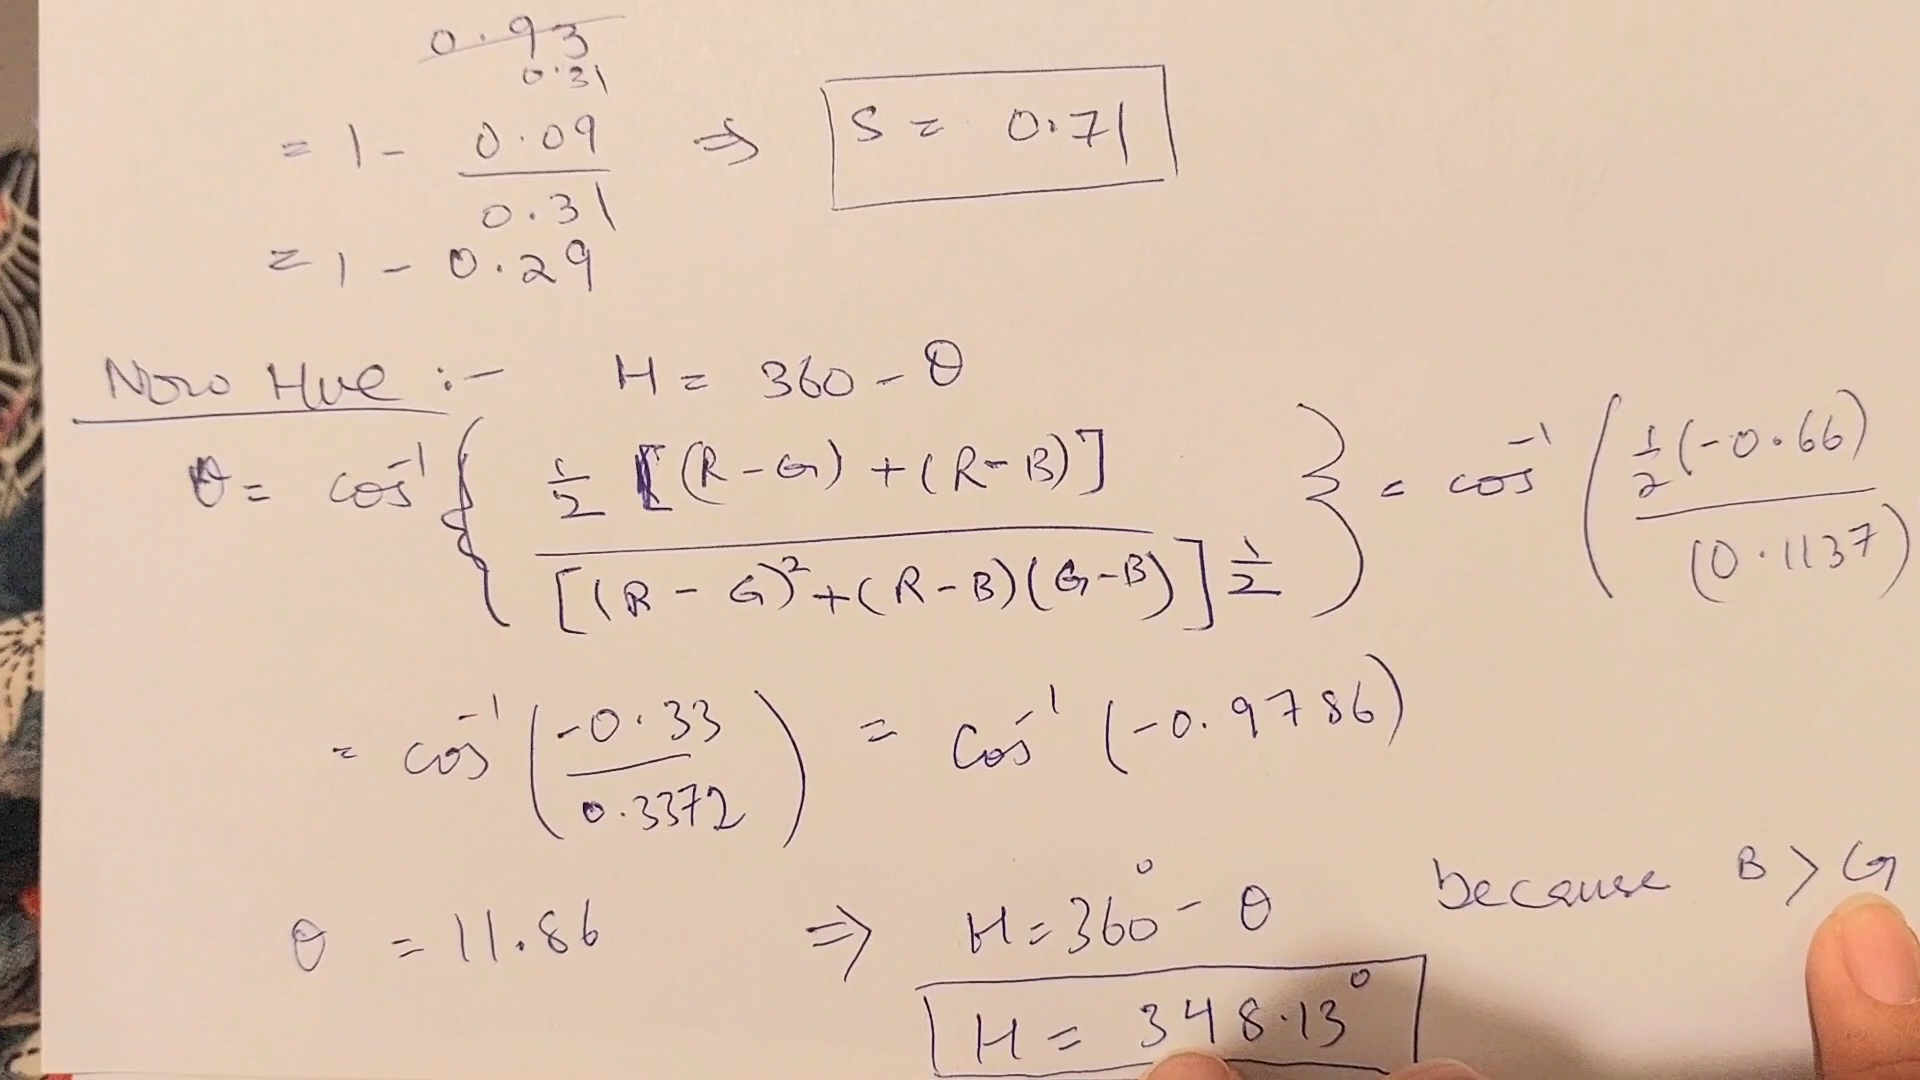 0.93
0.31
= 1 - 0.09 / 0.31 ⇒ S = 0.71
= 1 - 0.29
Now Hue :- H = 360 - θ
θ = cos⁻¹ { ½ [(R - G) + (R - B)] / [(R - G)² + (R - B)(G - B)]½ } = cos⁻¹ ( ½(-0.66) / (0.1137)
= cos⁻¹ ( -0.33 / 0.3372 ) = cos⁻¹ (-0.9786)
θ = 11.86 ⇒ H = 360° - θ because B > G
H = 348.13°